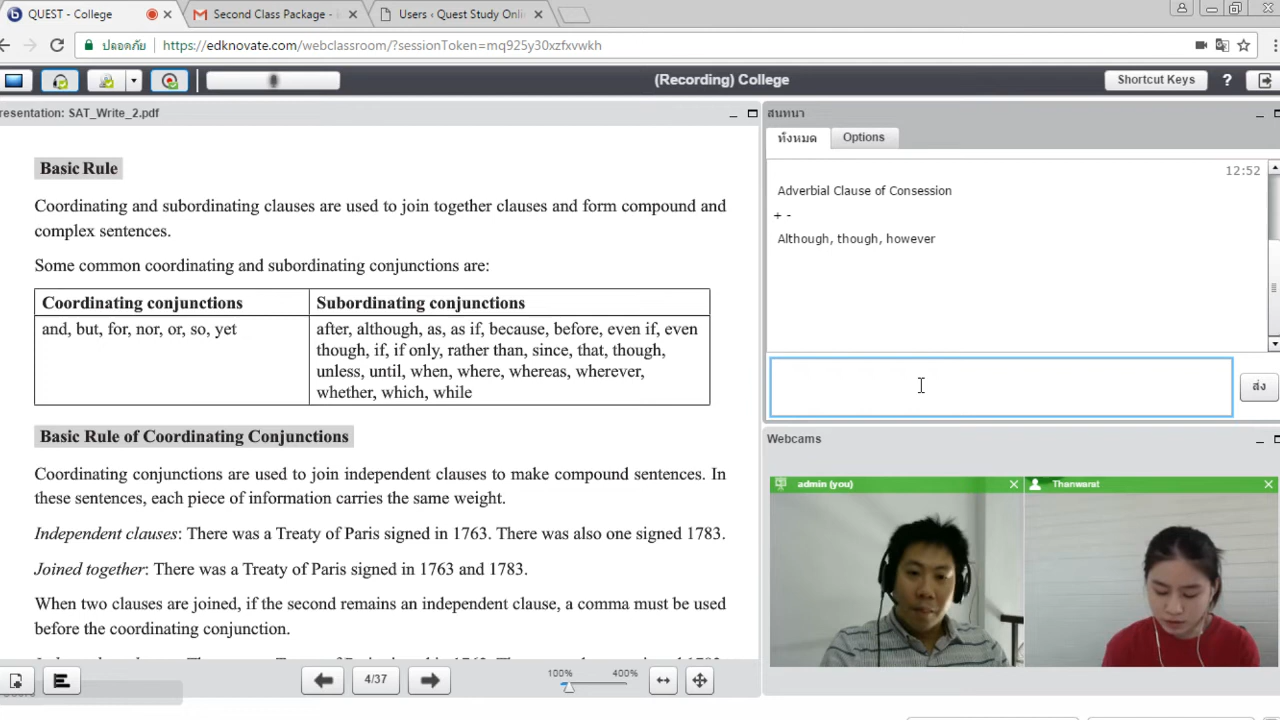 QUEST - College
Second Class Package -
Users ‹ Quest Study Onli
ปลอดภัย
https://edknovate.com/webclassroom/?sessionToken=mq925y30xzfxvwkh
(Recording) College
Shortcut Keys
?
resentation: SAT_Write_2.pdf
Basic Rule
Coordinating and subordinating clauses are used to join together clauses and form compound and
complex sentences.
Some common coordinating and subordinating conjunctions are:
Coordinating conjunctions
Subordinating conjunctions
and, but, for, nor, or, so, yet
after, although, as, as if, because, before, even if, even
though, if, if only, rather than, since, that, though,
unless, until, when, where, whereas, wherever,
whether, which, while
Basic Rule of Coordinating Conjunctions
Coordinating conjunctions are used to join independent clauses to make compound sentences. In
these sentences, each piece of information carries the same weight.
Independent clauses: There was a Treaty of Paris signed in 1763. There was also one signed 1783.
Joined together: There was a Treaty of Paris signed in 1763 and 1783.
When two clauses are joined, if the second remains an independent clause, a comma must be used
before the coordinating conjunction.
4/37
100%
400%
สนทนา
ทั้งหมด
Options
12:52
Adverbial Clause of Consession
+ -
Although, though, however
ส่ง
Webcams
admin (you)
Thanwarat